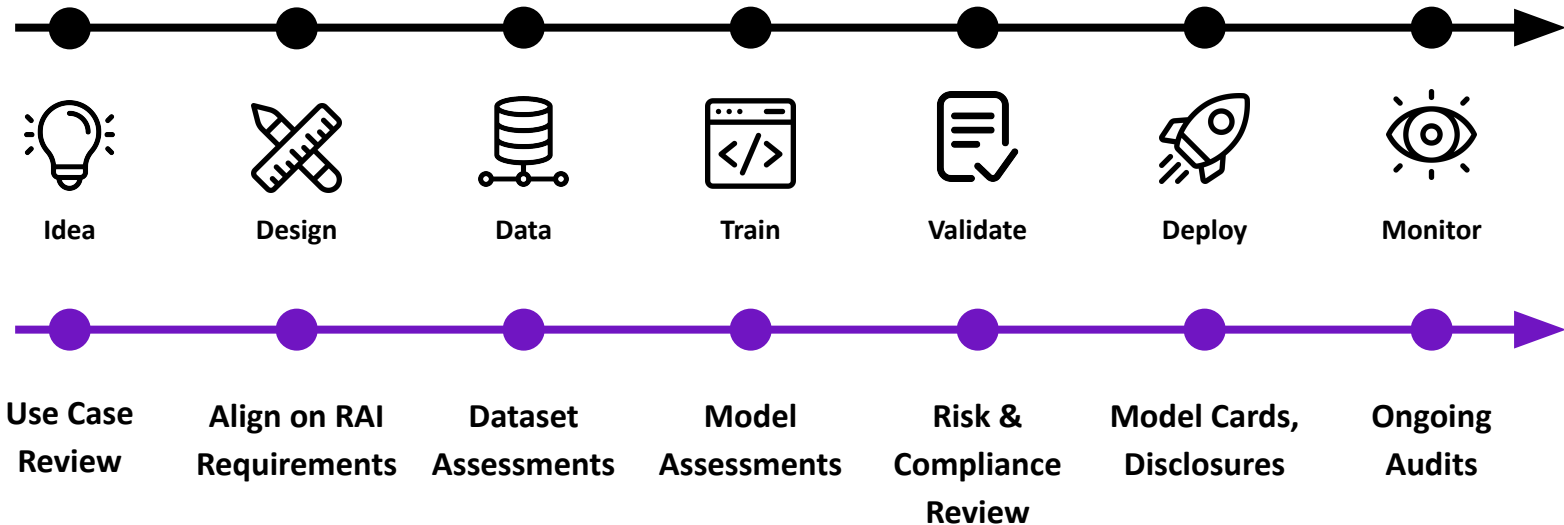 Idea
Design
Data
Train
Validate
Deploy
Monitor
Use Case
Review
Align on RAI
Requirements
Dataset
Assessments
Model
Assessments
Risk &
Compliance
Review
Model Cards,
Disclosures
Ongoing
Audits